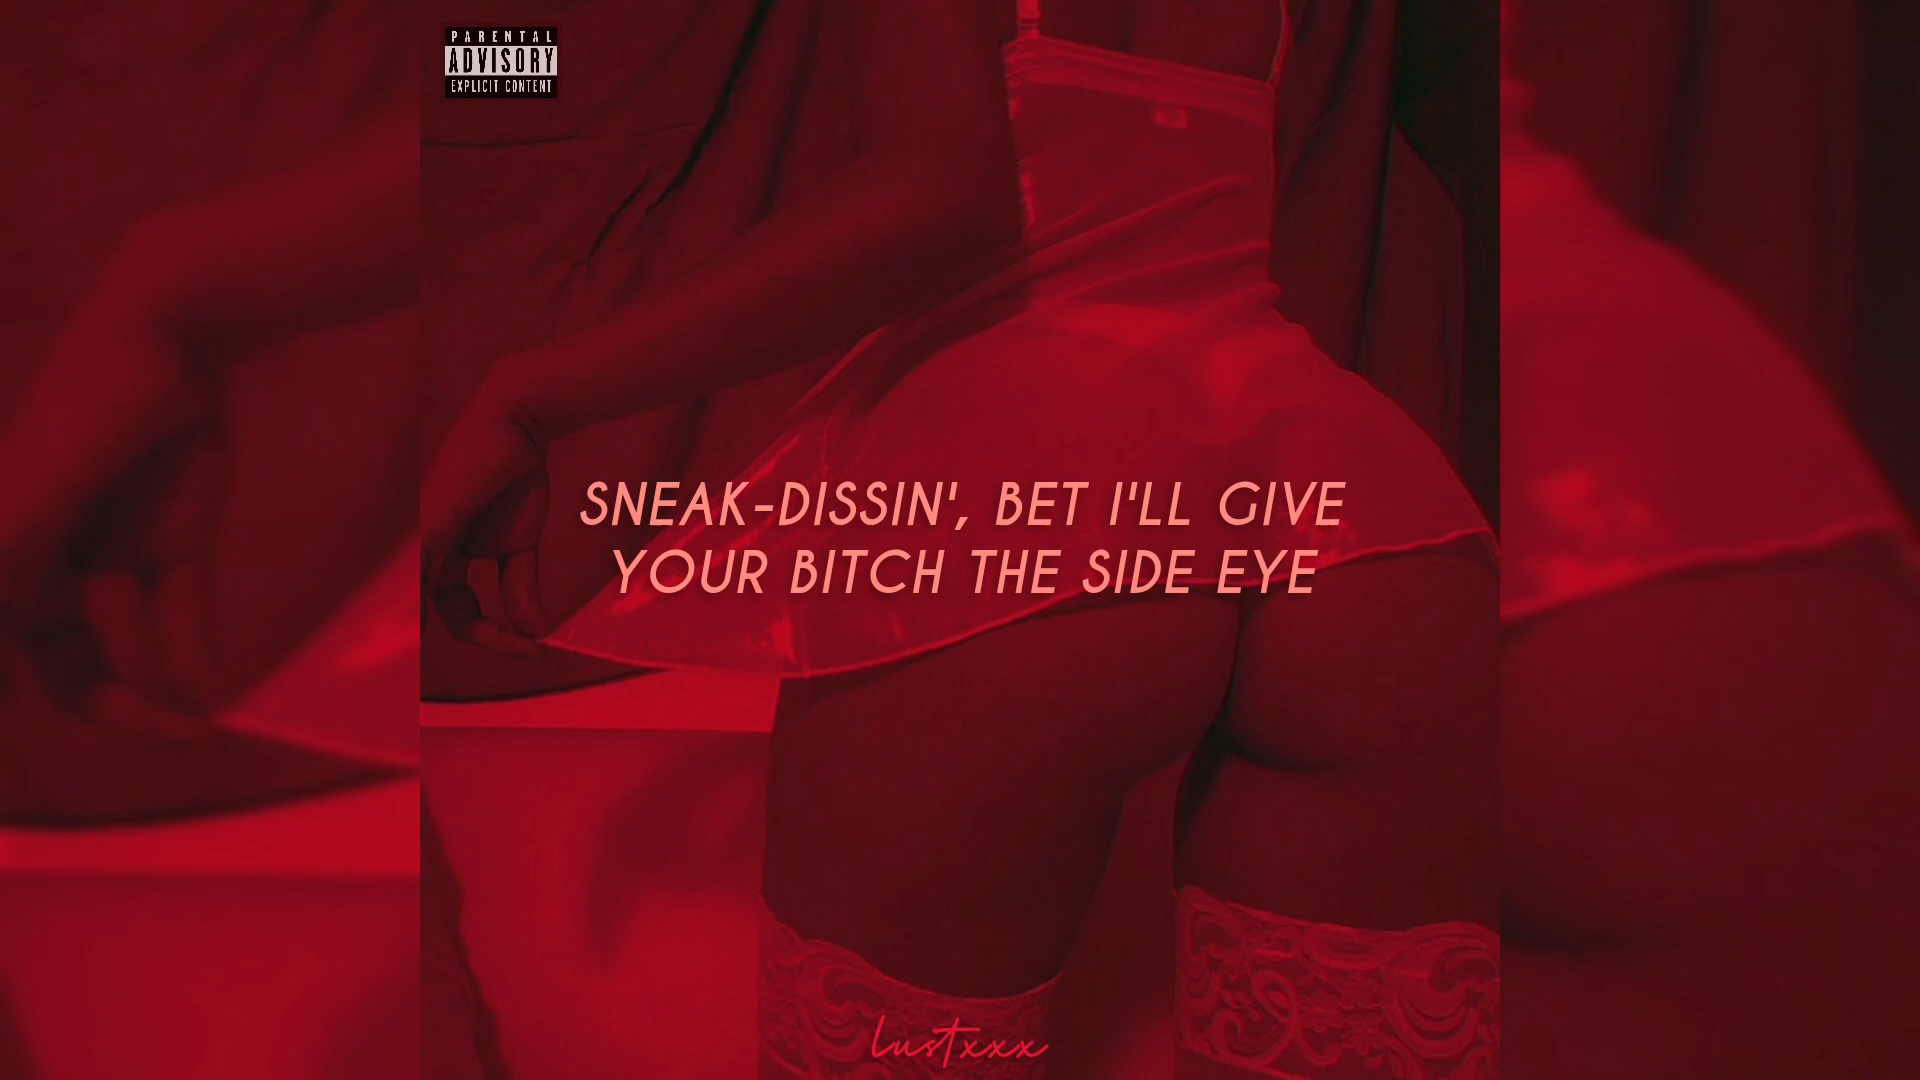 PARENTAL
ADVISORY
EXPLICIT CONTENT
SNEAK-DISSIN', BET I'LL GIVE
YOUR BITCH THE SIDE EYE
lustxxx